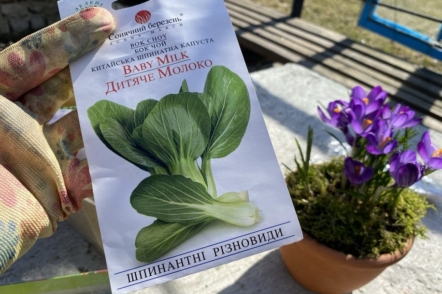 Сонячний березень
BOK CHOY
БОК ЧОЙ
КИТАЙСЬКА ШПИНАТНА КАПУСТА
BABY MILK
ДИТЯЧЕ МОЛОКО
ШПИНАТНІ РІЗНОВИДИ